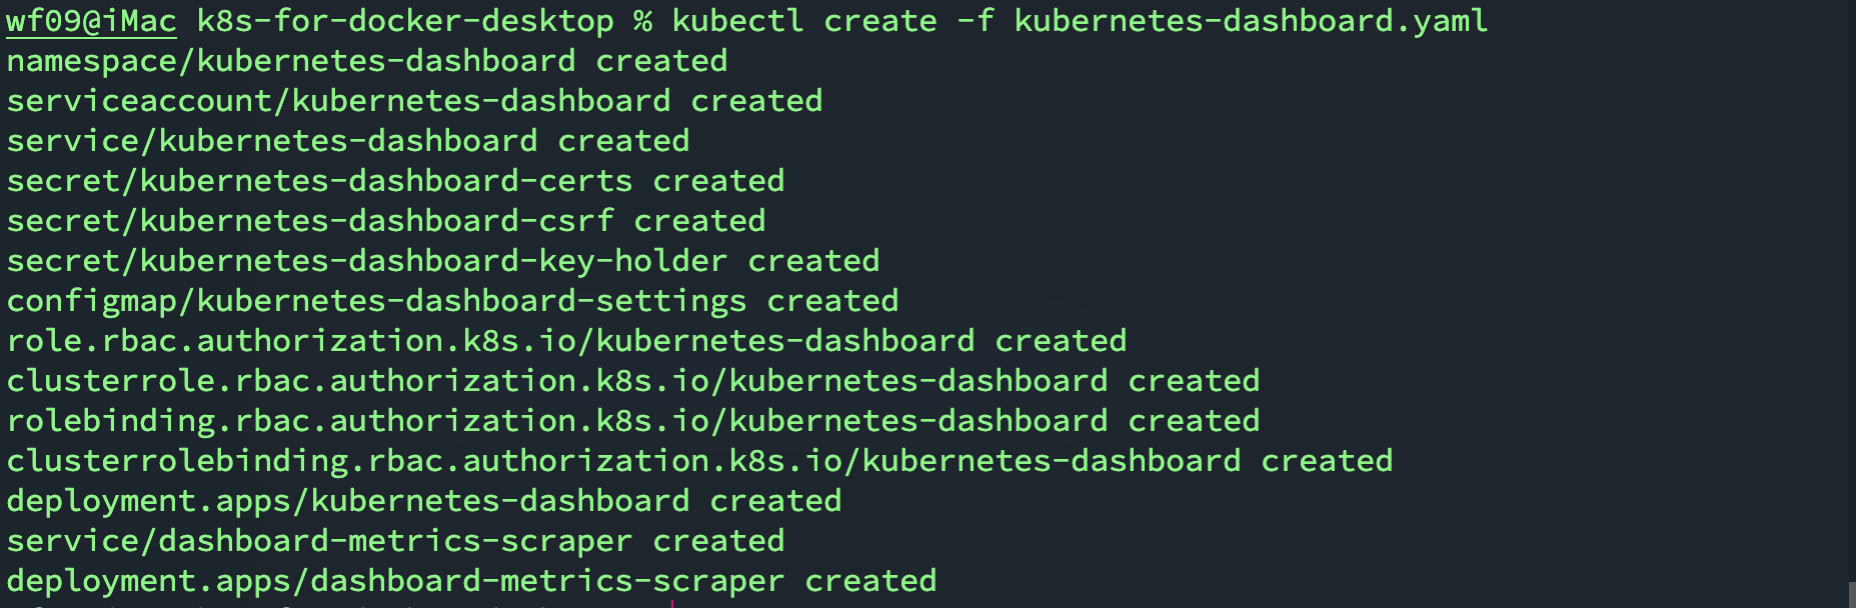 wf09@iMac k8s-for-docker-desktop % kubectl create -f kubernetes-dashboard.yaml
namespace/kubernetes-dashboard created
serviceaccount/kubernetes-dashboard created
service/kubernetes-dashboard created
secret/kubernetes-dashboard-certs created
secret/kubernetes-dashboard-csrf created
secret/kubernetes-dashboard-key-holder created
configmap/kubernetes-dashboard-settings created
role.rbac.authorization.k8s.io/kubernetes-dashboard created
clusterrole.rbac.authorization.k8s.io/kubernetes-dashboard created
rolebinding.rbac.authorization.k8s.io/kubernetes-dashboard created
clusterrolebinding.rbac.authorization.k8s.io/kubernetes-dashboard created
deployment.apps/kubernetes-dashboard created
service/dashboard-metrics-scraper created
deployment.apps/dashboard-metrics-scraper created